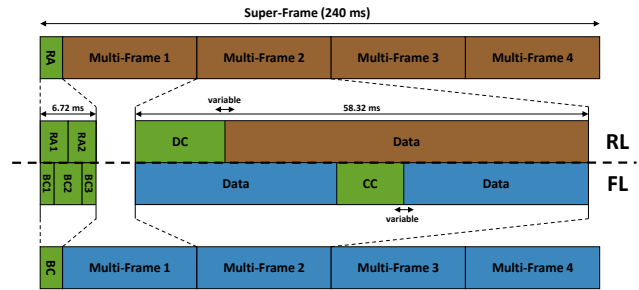 Super-Frame (240 ms)
RA
Multi-Frame 1
Multi-Frame 2
Multi-Frame 3
Multi-Frame 4
6.72 ms
variable
58.32 ms
RA1
RA2
DC
Data
RL
BC1
BC2
BC3
Data
CC
Data
FL
variable
BC
Multi-Frame 1
Multi-Frame 2
Multi-Frame 3
Multi-Frame 4